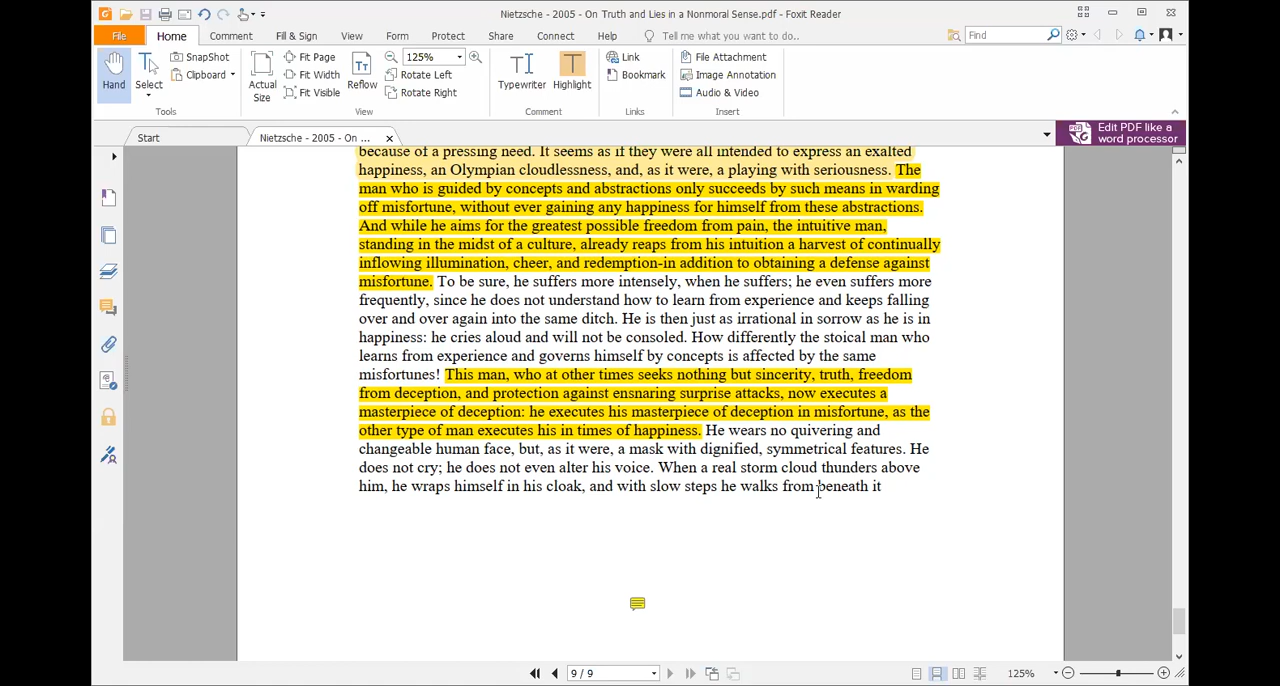 Nietzsche - 2005 - On Truth and Lies in a Nonmoral Sense.pdf - Foxit Reader
File Home Comment Fill & Sign View Form Protect Share Connect Help Tell me what you want to do.. Find
Hand
Select
SnapShot
Clipboard
Tools
Actual Size
Fit Page
Fit Width
Fit Visible
Reflow
125%
Rotate Left
Rotate Right
View
Typewriter
Highlight
Comment
Link
Bookmark
Links
File Attachment
Image Annotation
Audio & Video
Insert
Start
Nietzsche - 2005 - On ...
Edit PDF like a
word processor
because of a pressing need. It seems as if they were all intended to express an exalted
happiness, an Olympian cloudlessness, and, as it were, a playing with seriousness. The
man who is guided by concepts and abstractions only succeeds by such means in warding
off misfortune, without ever gaining any happiness for himself from these abstractions.
And while he aims for the greatest possible freedom from pain, the intuitive man,
standing in the midst of a culture, already reaps from his intuition a harvest of continually
inflowing illumination, cheer, and redemption-in addition to obtaining a defense against
misfortune. To be sure, he suffers more intensely, when he suffers; he even suffers more
frequently, since he does not understand how to learn from experience and keeps falling
over and over again into the same ditch. He is then just as irrational in sorrow as he is in
happiness: he cries aloud and will not be consoled. How differently the stoical man who
learns from experience and governs himself by concepts is affected by the same
misfortunes! This man, who at other times seeks nothing but sincerity, truth, freedom
from deception, and protection against ensnaring surprise attacks, now executes a
masterpiece of deception: he executes his masterpiece of deception in misfortune, as the
other type of man executes his in times of happiness. He wears no quivering and
changeable human face, but, as it were, a mask with dignified, symmetrical features. He
does not cry; he does not even alter his voice. When a real storm cloud thunders above
him, he wraps himself in his cloak, and with slow steps he walks from beneath it
9 / 9
125%